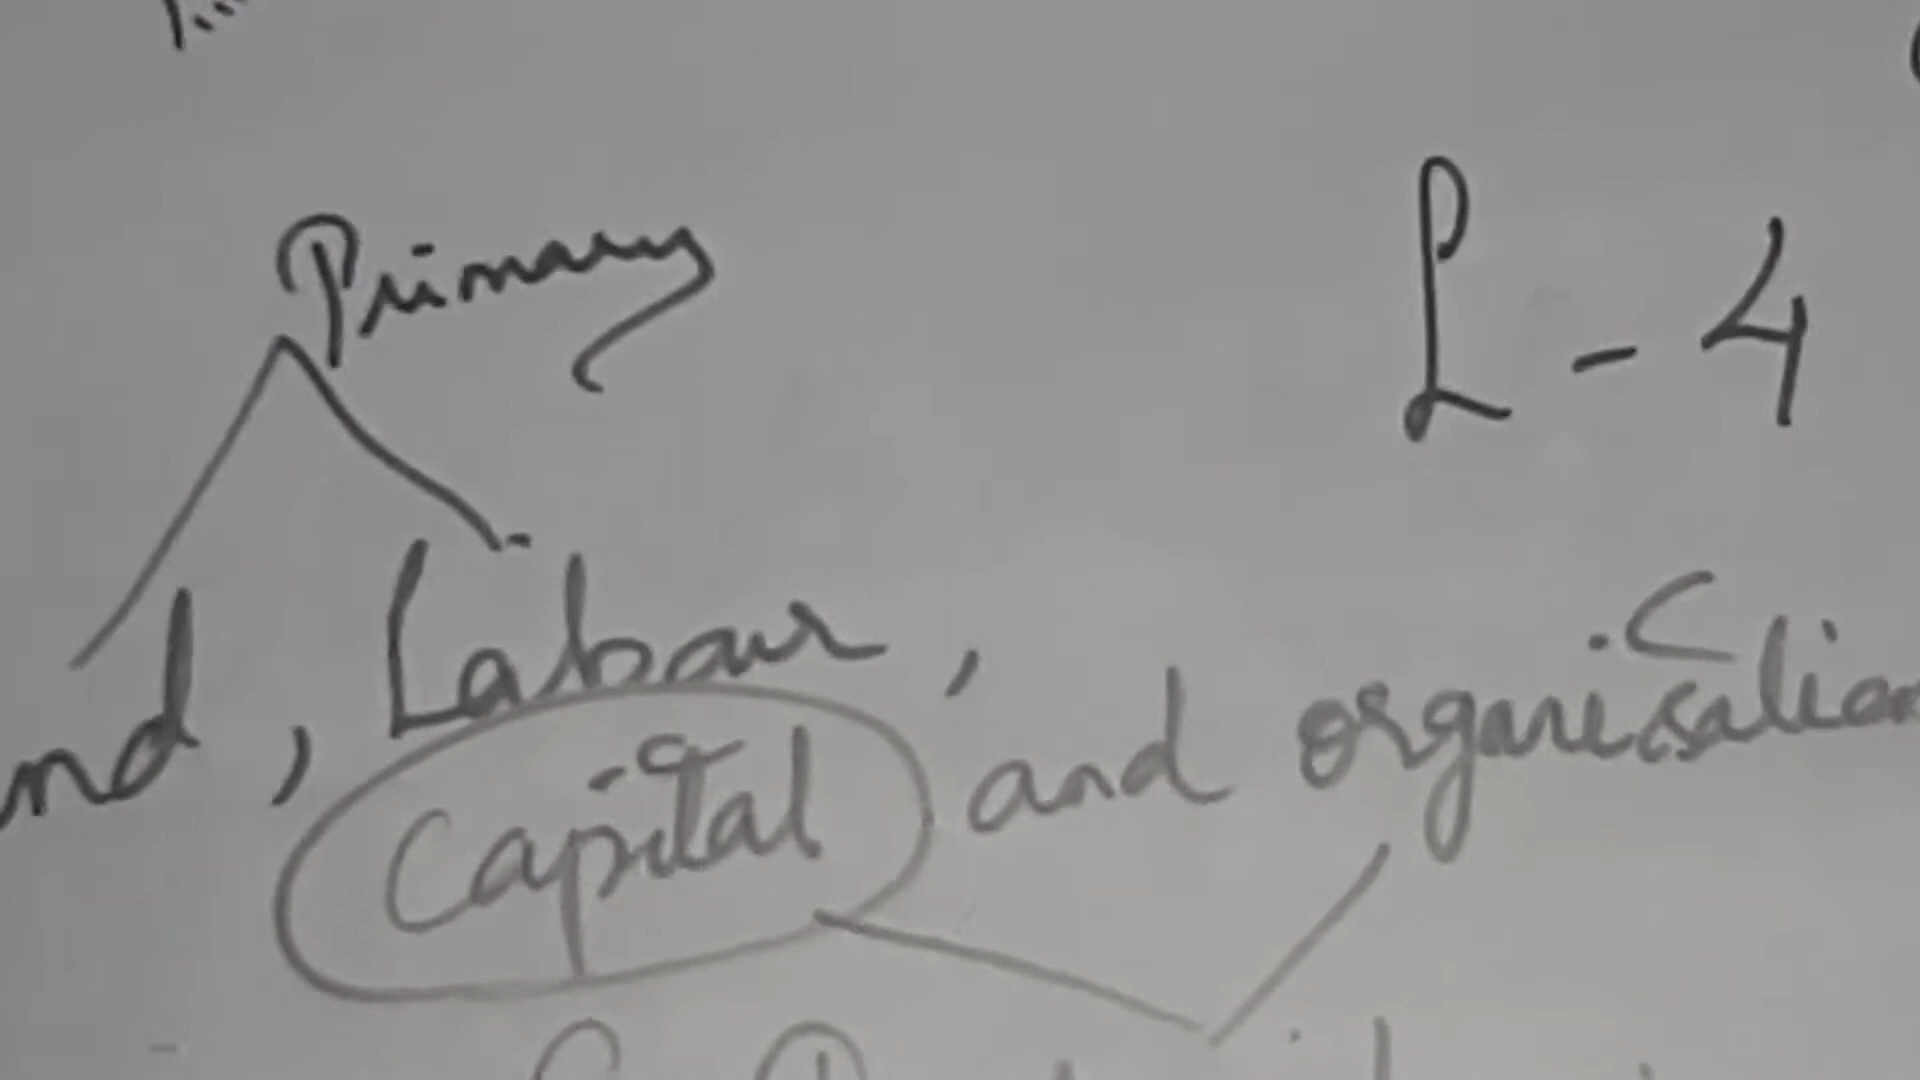 Primary
L-4
nd, Labour,
Capital and organisation